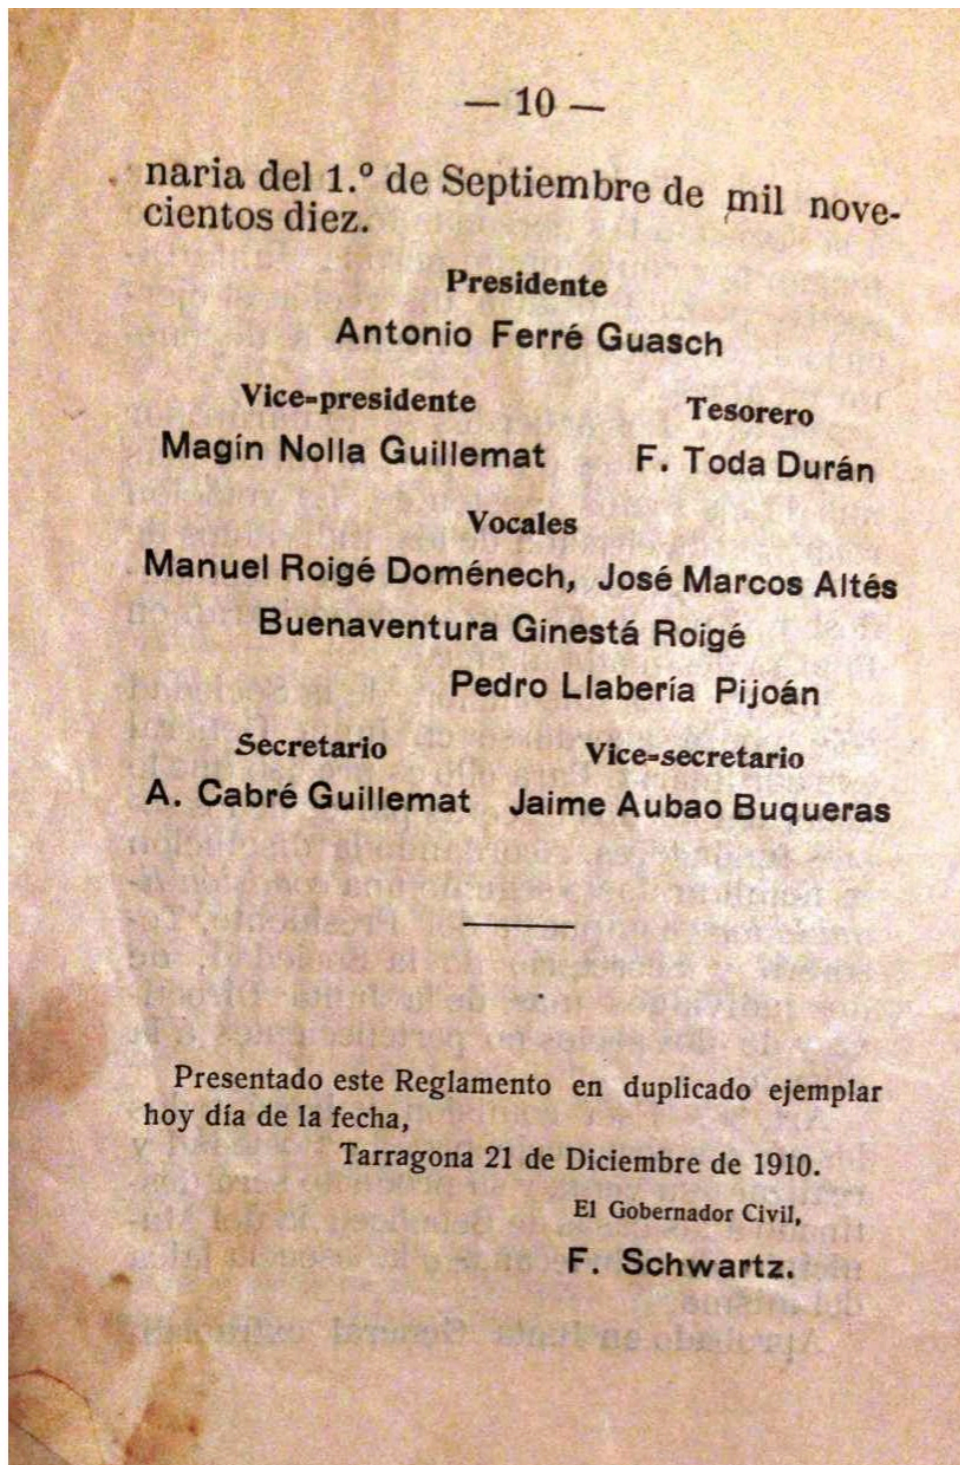 — 10 —
naria del 1.º de Septiembre de mil nove-
cientos diez.
Presidente
Antonio Ferré Guasch
Vice-presidente Tesorero
Magín Nolla Guillemat F. Toda Durán
Vocales
Manuel Roigé Doménech, José Marcos Altés
Buenaventura Ginestá Roigé
Pedro Llabería Pijoán
Secretario Vice-secretario
A. Cabré Guillemat Jaime Aubao Buqueras
Presentado este Reglamento en duplicado ejemplar
hoy día de la fecha,
Tarragona 21 de Diciembre de 1910.
El Gobernador Civil,
F. Schwartz.